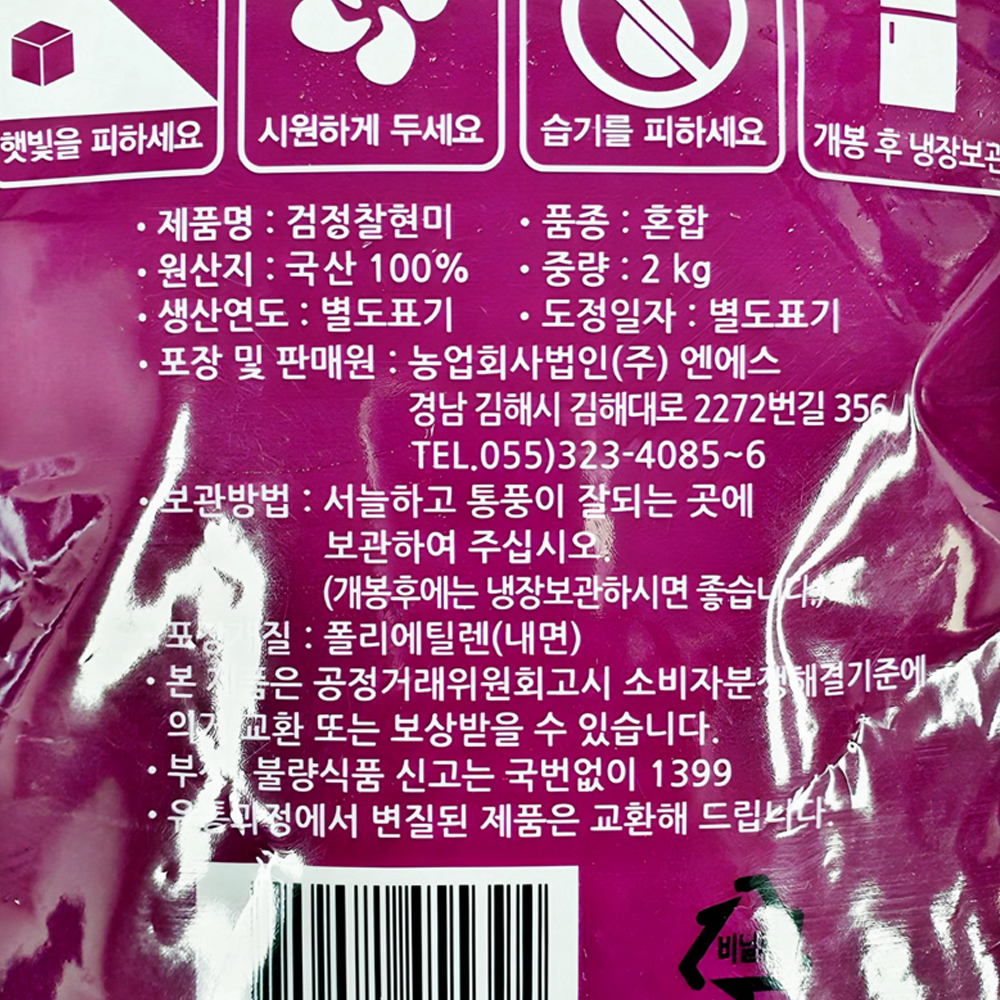 햇빛을 피하세요
시원하게 두세요
습기를 피하세요
개봉 후 냉장보관
• 제품명 : 검정찰현미
• 품종 : 혼합
• 원산지 : 국산 100%
• 중량 : 2 kg
• 생산연도 : 별도표기
• 도정일자 : 별도표기
• 포장 및 판매원 : 농업회사법인(주) 엔에스
경남 김해시 김해대로 2272번길 356
TEL.055)323-4085~6
• 보관방법 : 서늘하고 통풍이 잘되는 곳에
보관하여 주십시오.
(개봉후에는 냉장보관하시면 좋습니다.)
: 폴리에틸렌(내면)
• 본 공정거래위원회고시 소비자분쟁해결기준에
교환 또는 보상받을 수 있습니다.
• 불량식품 신고는 국번없이 1399
• 유통과정에서 변질된 제품은 교환해 드립니다.